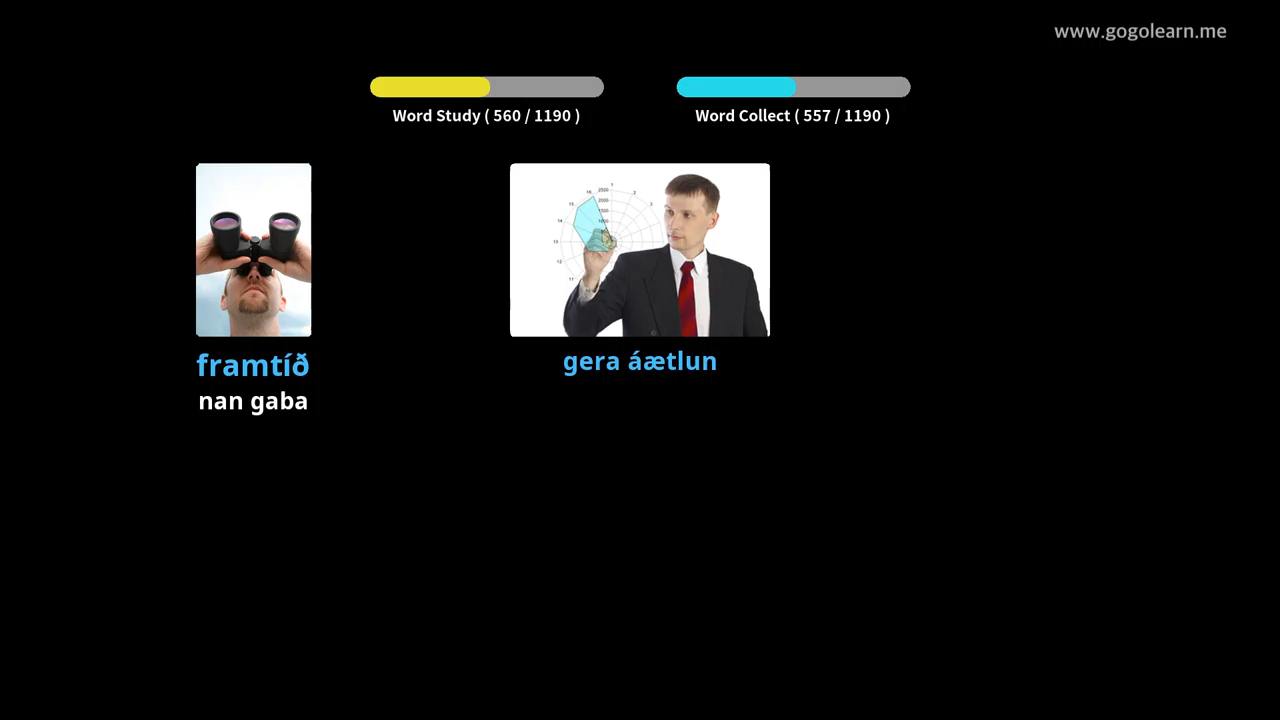 www.gogolearn.me
Word Study ( 560 / 1190 )
Word Collect ( 557 / 1190 )
framtíð
nan gaba
gera áætlun